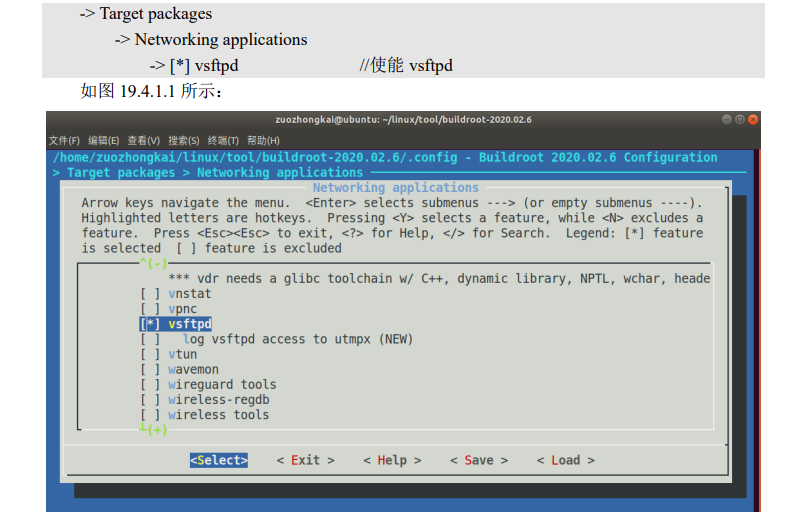 -> Target packages
-> Networking applications
-> [*] vsftpd //使能 vsftpd
如图 19.4.1.1 所示：
zuozhongkai@ubuntu: ~/linux/tool/buildroot-2020.02.6
文件(F) 编辑(E) 查看(V) 搜索(S) 终端(T) 帮助(H)
/home/zuozhongkai/linux/tool/buildroot-2020.02.6/.config - Buildroot 2020.02.6 Configuration
> Target packages > Networking applications
Networking applications
Arrow keys navigate the menu. <Enter> selects submenus ---> (or empty submenus ----).
Highlighted letters are hotkeys. Pressing <Y> selects a feature, while <N> excludes a
feature. Press <Esc><Esc> to exit, <?> for Help, </> for Search. Legend: [*] feature
is selected [ ] feature is excluded
^(-)
*** vdr needs a glibc toolchain w/ C++, dynamic library, NPTL, wchar, heade
[ ] vnstat
[ ] vpnc
[*] vsftpd
[ ] log vsftpd access to utmpx (NEW)
[ ] vtun
[ ] wavemon
[ ] wireguard tools
[ ] wireless-regdb
[ ] wireless tools
┴(+)
<Select> < Exit > < Help > < Save > < Load >